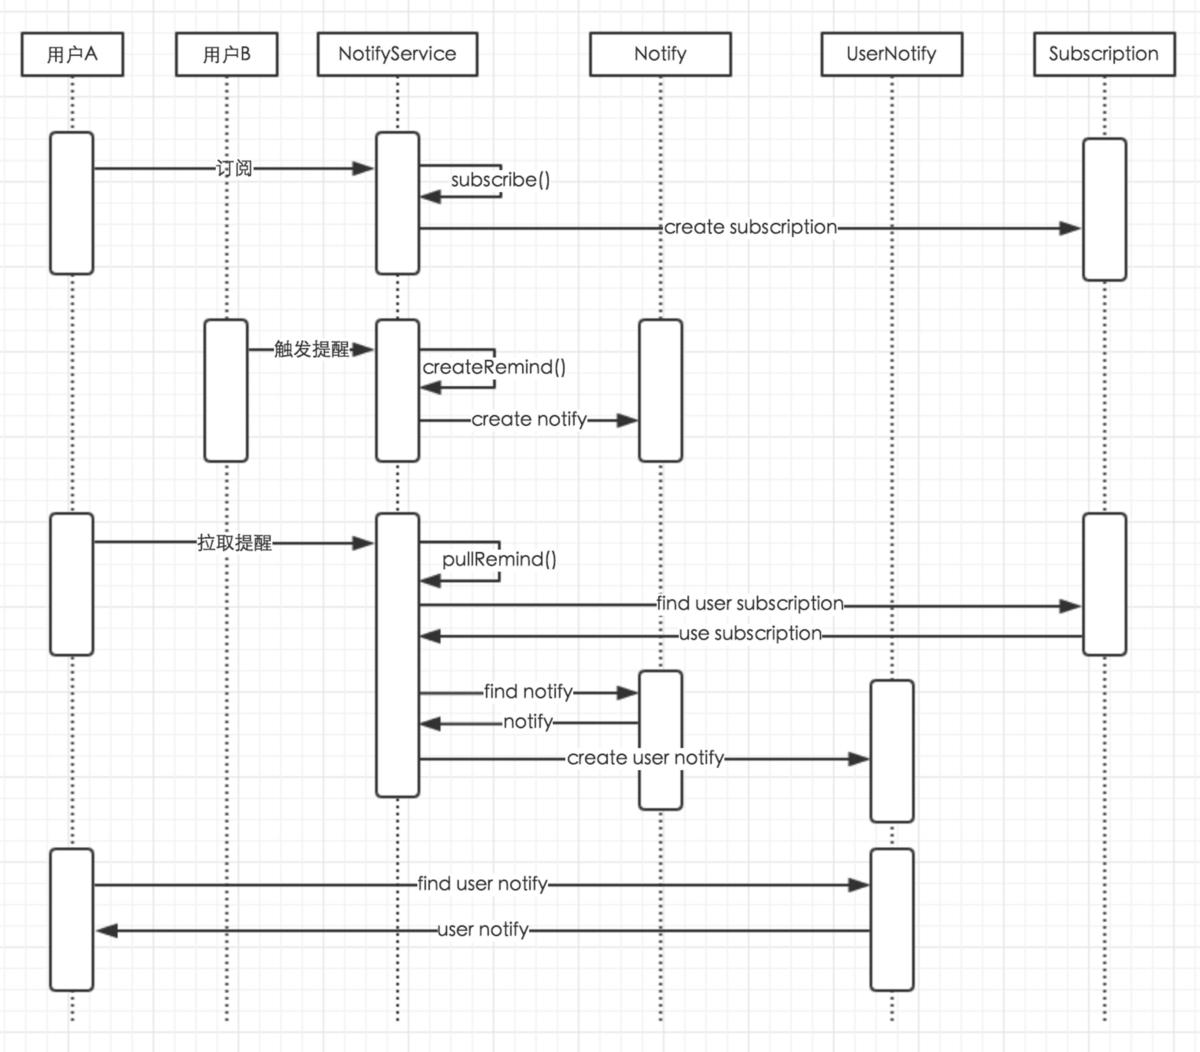 用户A
用户B
NotifyService
Notify
UserNotify
Subscription
订阅
subscribe()
create subscription
触发提醒
createRemind()
create notify
拉取提醒
pullRemind()
find user subscription
use subscription
find notify
notify
create user notify
find user notify
user notify